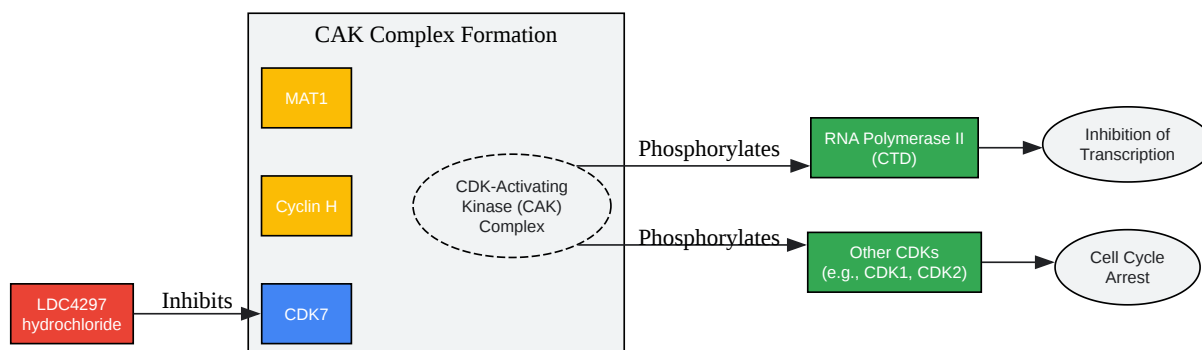 CAK Complex Formation
MAT1
Cyclin H
CDK7
LDC4297
hydrochloride
Inhibits
CDK-Activating
Kinase (CAK)
Complex
Phosphorylates
Phosphorylates
RNA Polymerase II
(CTD)
Other CDKs
(e.g., CDK1, CDK2)
Inhibition of
Transcription
Cell Cycle
Arrest